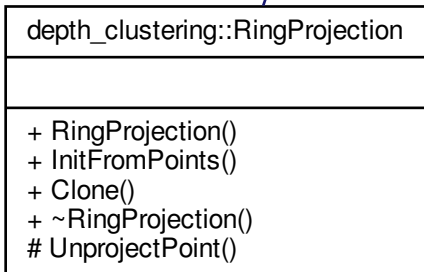 depth_clustering::RingProjection
+ RingProjection()
+ InitFromPoints()
+ Clone()
+ ~RingProjection()
# UnprojectPoint()